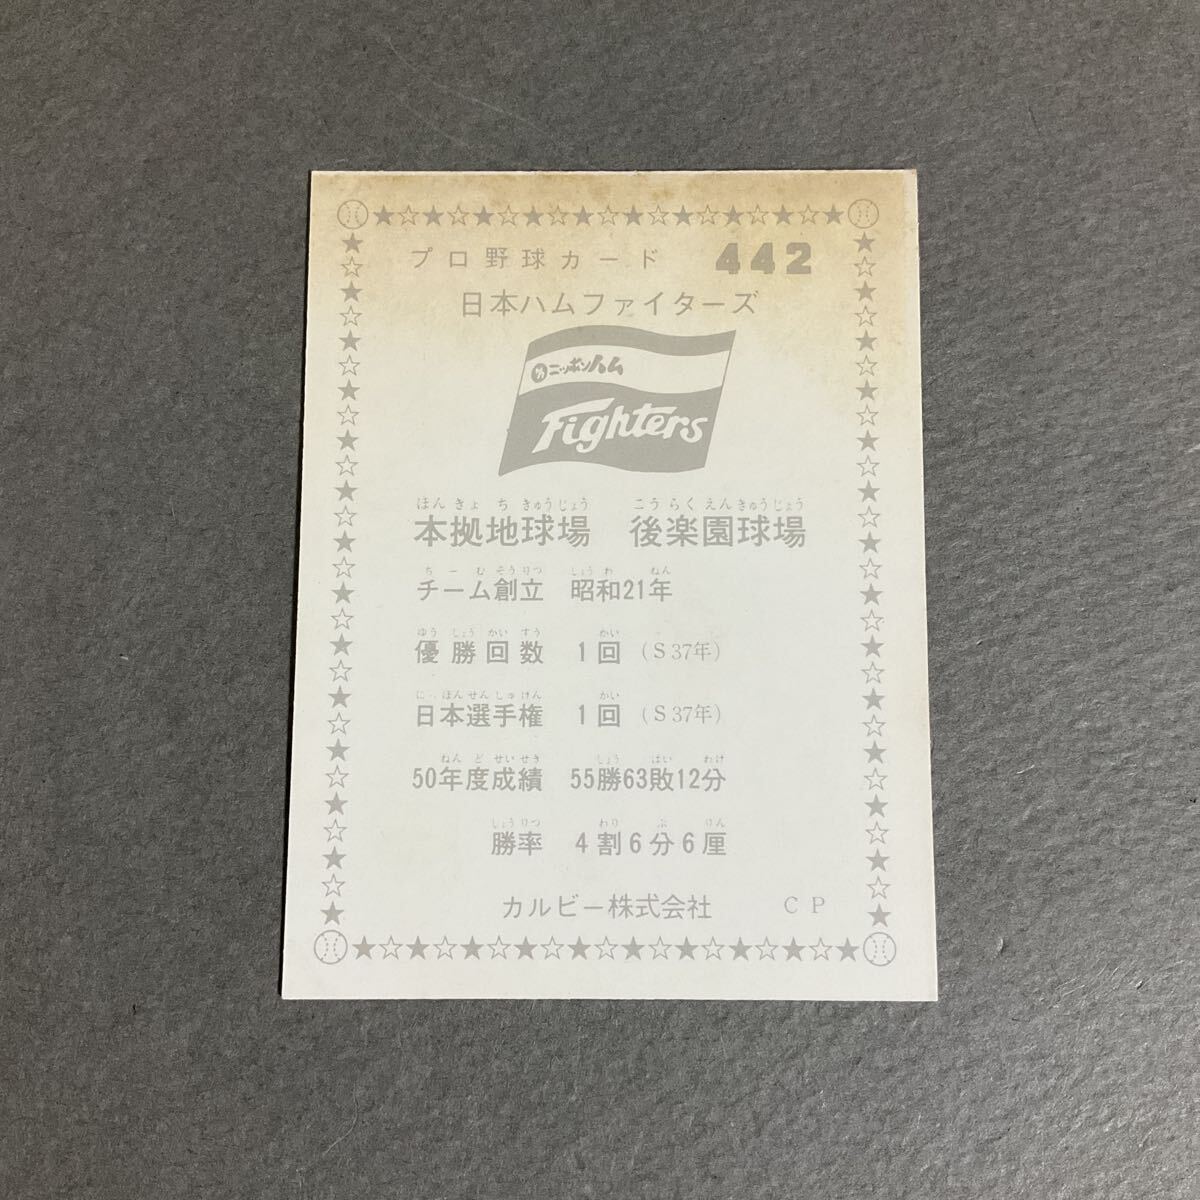 プロ野球カード 442
日本ハムファイターズ
ニッポンハム
Fighters
ほんきょちきゅうじょう こうらくえんきゅうじょう
本拠地球場 後楽園球場
ちーむそうりつ しょうわ ねん
チーム創立 昭和21年
ゆうしょうかいすう かい
優勝回数 1回 (S37年)
にっぽんせんしゅけん かい
日本選手権 1回 (S37年)
ねんどせいせき しょう はい わけ
50年度成績 55勝63敗12分
しょうりつ わり ぶ りん
勝率 4割6分6厘
カルビー株式会社 CP